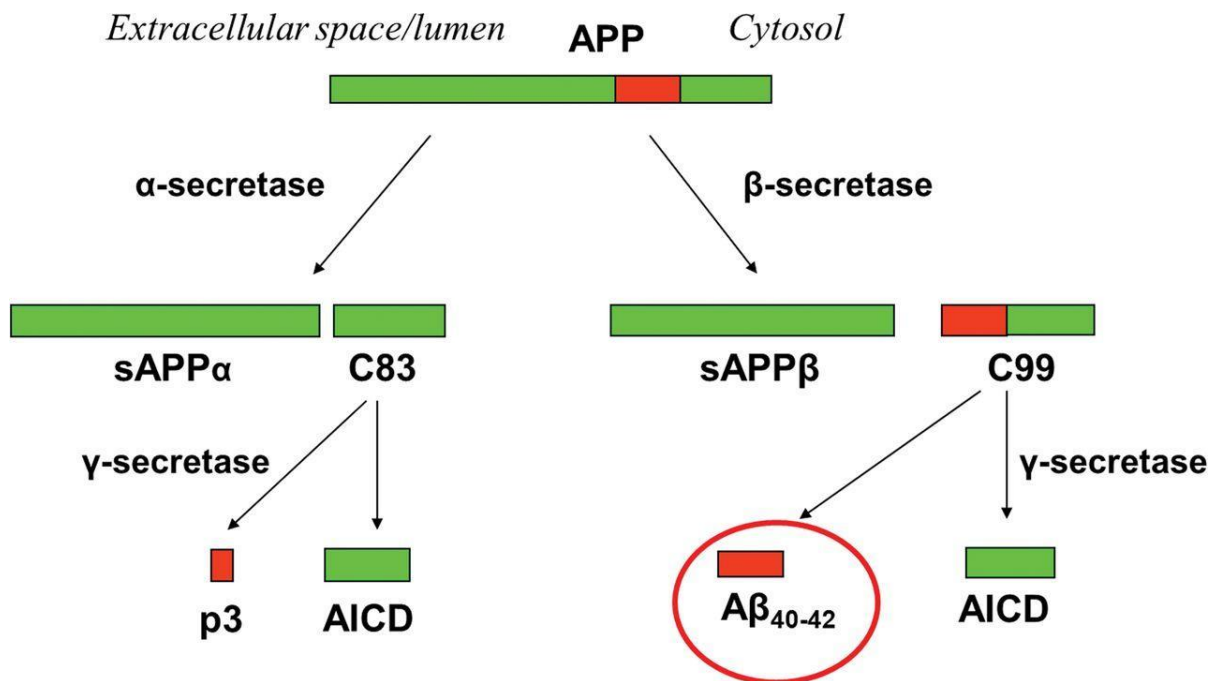 Extracellular space/lumen APP Cytosol
α-secretase β-secretase
sAPPα C83 sAPPβ C99
γ-secretase γ-secretase
p3 AICD Aβ40-42 AICD